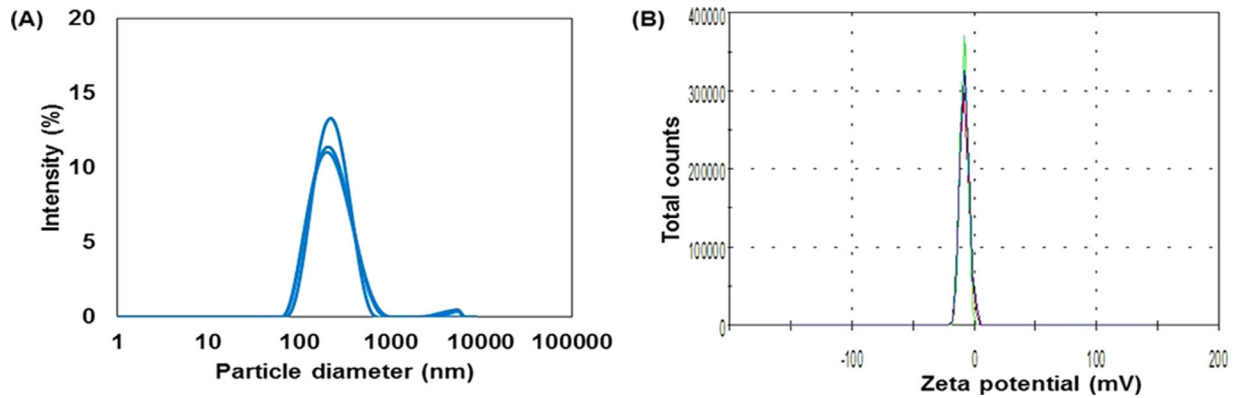 (A)
20
15
10
5
0
Intensity (%)
1 10 100 1000 10000 100000
Particle diameter (nm)
(B)
400000
300000
200000
100000
0
Total counts
-100 0 100 200
Zeta potential (mV)